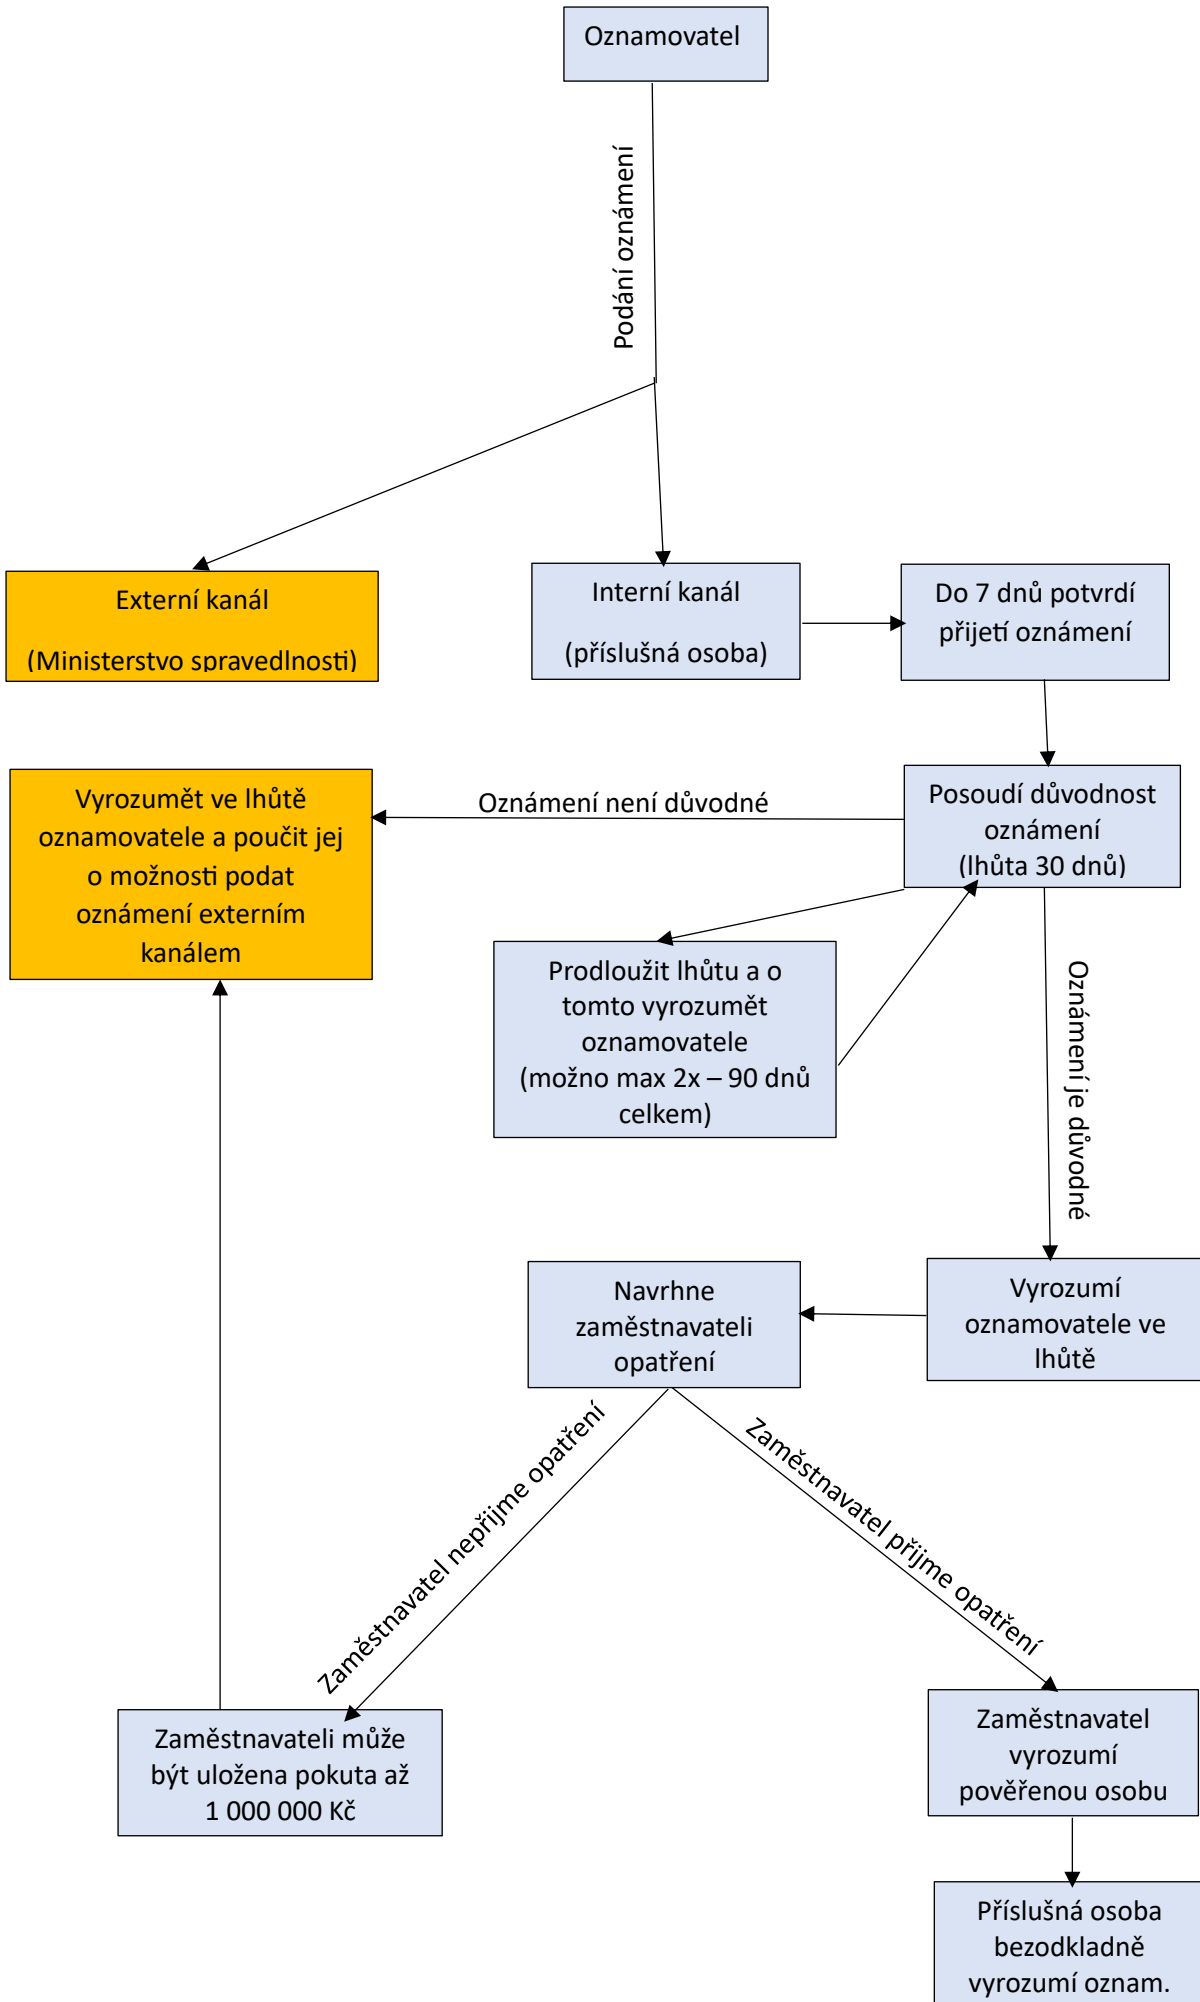 Oznamovatel
Podání oznámení
Externí kanál
(Ministerstvo spravedlnosti)
Interní kanál
(příslušná osoba)
Do 7 dnů potvrdí
přijetí oznámení
Vyrozumět ve lhůtě
oznamovatele a poučit jej
o možnosti podat
oznámení externím
kanálem
Oznámení není důvodné
Posoudí důvodnost
oznámení
(lhůta 30 dnů)
Prodloužit lhůtu a o
tomto vyrozumět
oznamovatele
(možno max 2x – 90 dnů
celkem)
Oznámení je důvodné
Navrhne
zaměstnavateli
opatření
Vyrozumí
oznamovatele ve
lhůtě
Zaměstnavatel nepřijme opatření
Zaměstnavatel přijme opatření
Zaměstnavateli může
být uložena pokuta až
1 000 000 Kč
Zaměstnavatel
vyrozumí
pověřenou osobu
Příslušná osoba
bezodkladně
vyrozumí oznam.